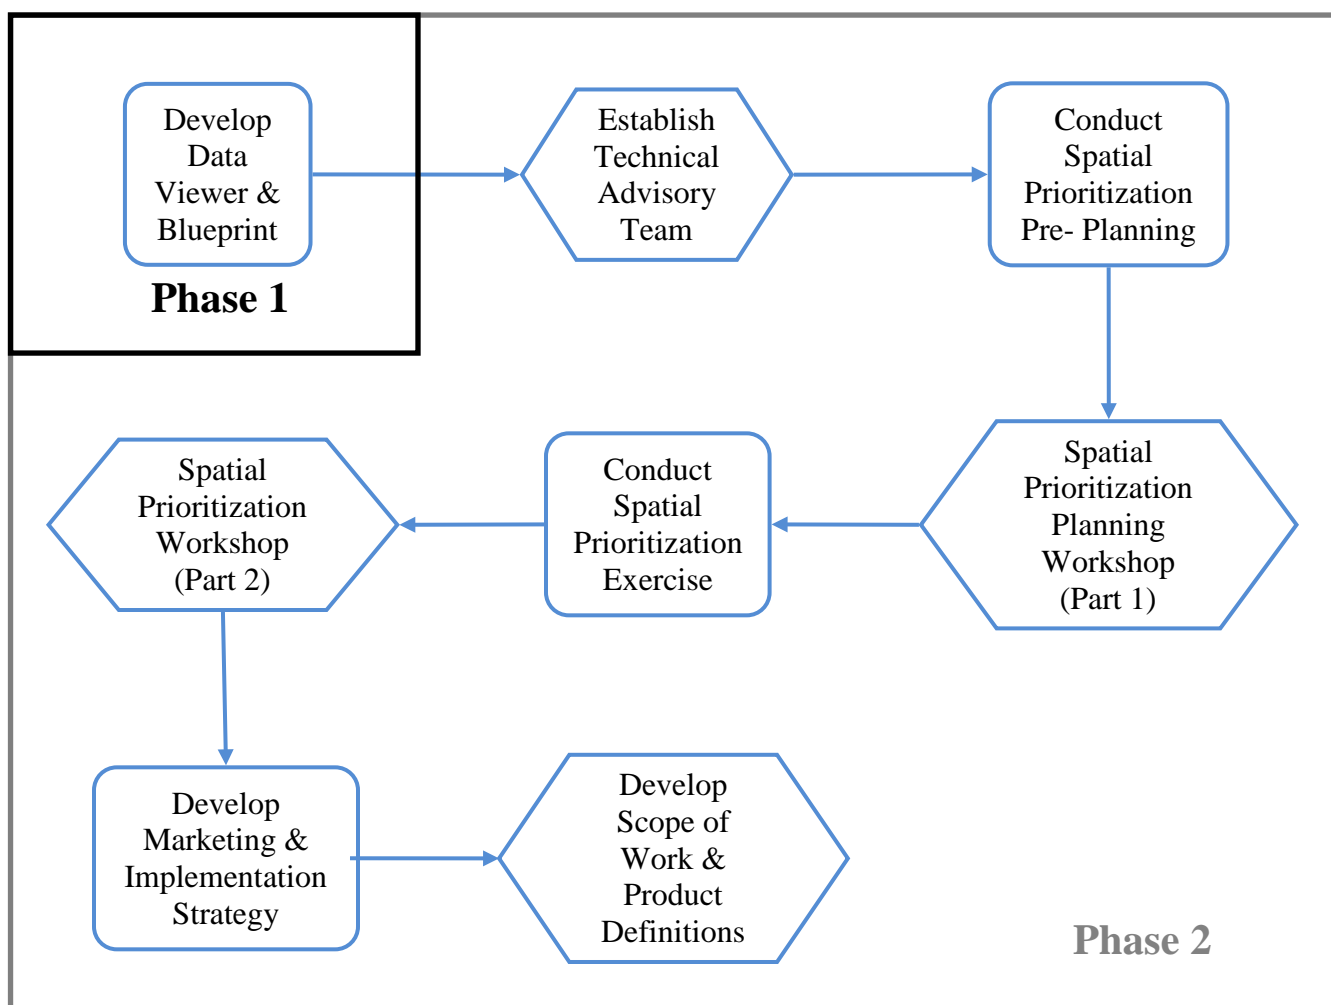 Develop
Data
Viewer &
Blueprint
Phase 1
Establish
Technical
Advisory
Team
Conduct
Spatial
Prioritization
Pre- Planning
Spatial
Prioritization
Planning
Workshop
(Part 1)
Conduct
Spatial
Prioritization
Exercise
Spatial
Prioritization
Workshop
(Part 2)
Develop
Marketing &
Implementation
Strategy
Develop
Scope of
Work &
Product
Definitions
Phase 2